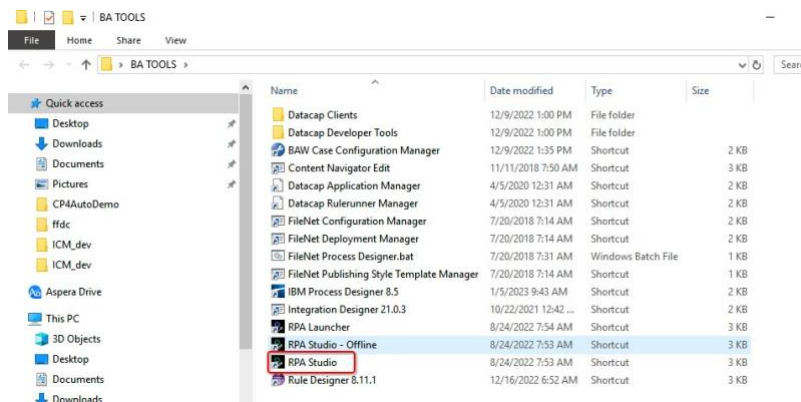 BA TOOLS
File Home Share View
BA TOOLS
Sear
Name Date modified Type Size
Quick access
Desktop
Downloads
Documents
Pictures
CP4AutoDemo
ffdc
ICM_dev
ICM_dev
Aspera Drive
This PC
3D Objects
Desktop
Documents
Downloads
Datacap Clients 12/9/2022 1:00 PM File folder
Datacap Developer Tools 12/9/2022 1:00 PM File folder
BAW Case Configuration Manager 12/9/2022 1:35 PM Shortcut 2 KB
Content Navigator Edit 11/11/2018 7:50 AM Shortcut 3 KB
Datacap Application Manager 4/5/2020 12:31 AM Shortcut 2 KB
Datacap Rulerunner Manager 4/5/2020 12:31 AM Shortcut 2 KB
FileNet Configuration Manager 7/20/2018 7:14 AM Shortcut 2 KB
FileNet Deployment Manager 7/20/2018 7:14 AM Shortcut 2 KB
FileNet Process Designer.bat 7/20/2018 7:31 AM Windows Batch File 1 KB
FileNet Publishing Style Template Manager 7/20/2018 7:14 AM Shortcut 1 KB
IBM Process Designer 8.5 1/5/2023 9:43 AM Shortcut 2 KB
Integration Designer 21.0.3 10/22/2021 12:42 ... Shortcut 2 KB
RPA Launcher 8/24/2022 7:54 AM Shortcut 3 KB
RPA Studio - Offline 8/24/2022 7:53 AM Shortcut 3 KB
RPA Studio 8/24/2022 7:53 AM Shortcut 3 KB
Rule Designer 8.11.1 12/16/2022 6:52 AM Shortcut 3 KB